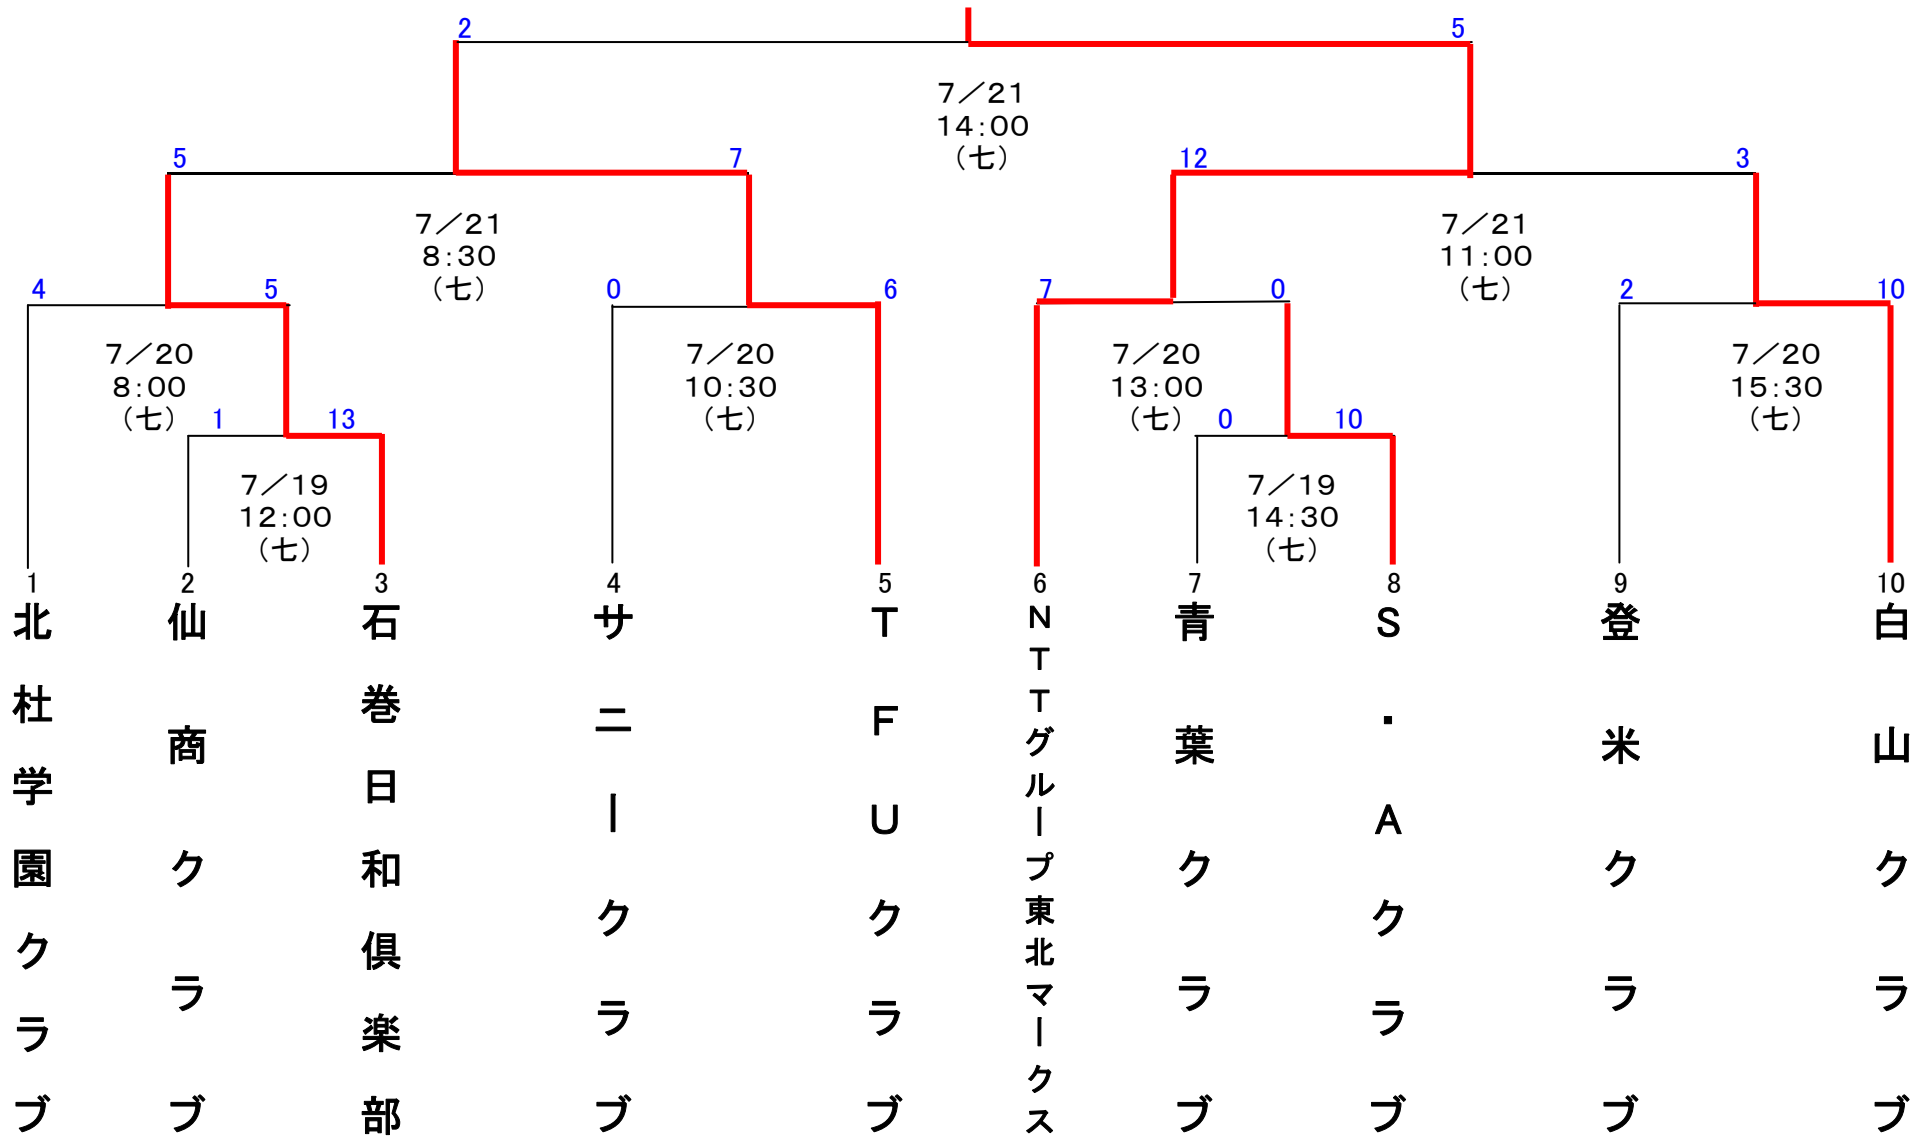 2
5
7／21
14:00
（七）
5
7
12
3
7／21
8:30
（七）
7／21
11:00
（七）
4
5
0
6
7
0
2
10
7／20
8:00
（七）
7／20
10:30
（七）
7／20
13:00
（七）
7／20
15:30
（七）
1
13
0
10
7／19
12:00
（七）
7／19
14:30
（七）
1
2
3
4
5
6
7
8
9
10
北杜学園クラブ
仙商クラブ
石巻日和倶楽部
サニークラブ
ＴＦＵクラブ
ＮＴＴグループ東北マークス
青葉クラブ
Ｓ．Ａクラブ
登米クラブ
白山クラブ